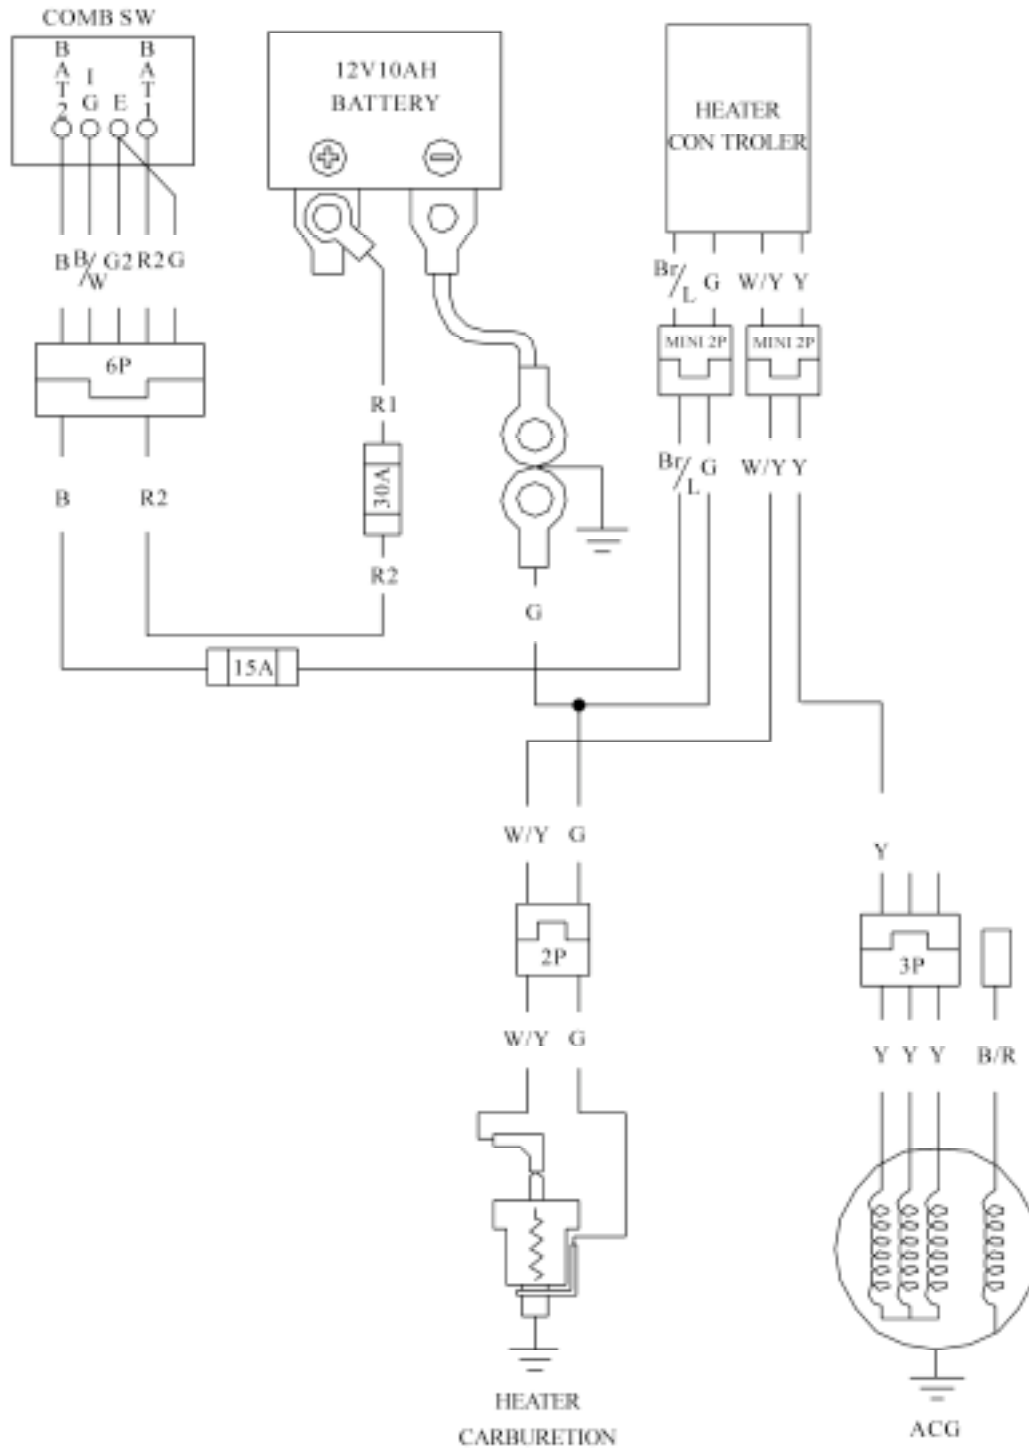 COMB SW
BAT2
IG
E
BAT1
12V10AH
BATTERY
HEATER
CON TROLER
B
B/W
G2
R2
G
Br/L
G
W/Y
Y
6P
MINI 2P
MINI 2P
R1
Br/L
G
W/Y
Y
B
R2
30A
R2
G
15A
W/Y
G
Y
2P
3P
W/Y
G
Y
Y
Y
B/R
HEATER
CARBURETION
ACG